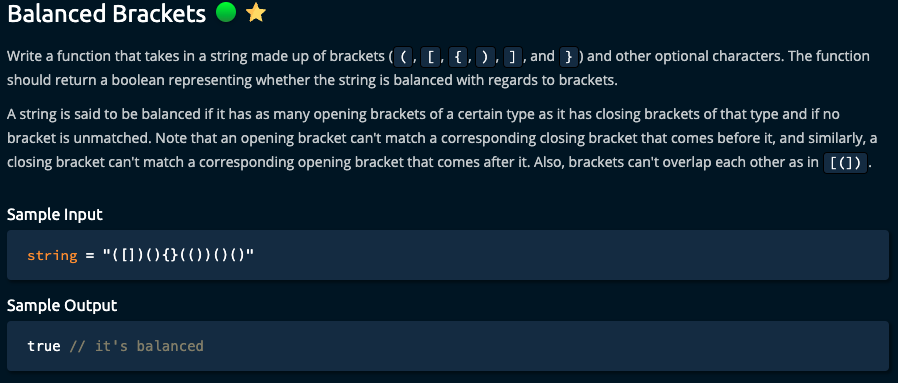 Balanced Brackets
Write a function that takes in a string made up of brackets ( (, [, {, ), ], and } ) and other optional characters. The function
should return a boolean representing whether the string is balanced with regards to brackets.
A string is said to be balanced if it has as many opening brackets of a certain type as it has closing brackets of that type and if no
bracket is unmatched. Note that an opening bracket can't match a corresponding closing bracket that comes before it, and similarly, a
closing bracket can't match a corresponding opening bracket that comes after it. Also, brackets can't overlap each other as in [(]).
Sample Input
string = "([])(){}(())()()"
Sample Output
true // it's balanced